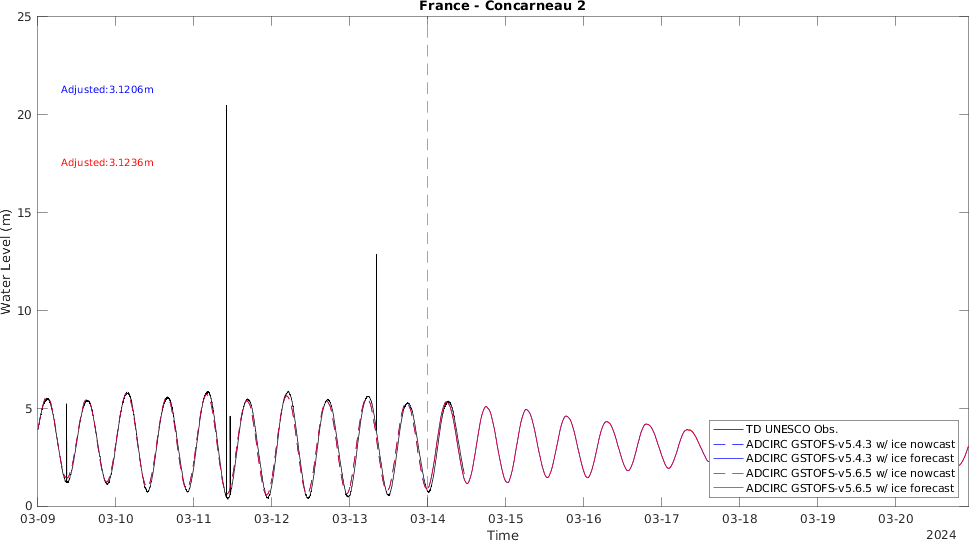 France - Concarneau 2
25
Adjusted:3.1206m
20
Adjusted:3.1236m
15
Water Level (m)
10
5
TD UNESCO Obs.
ADCIRC GSTOFS-v5.4.3 w/ ice nowcast
ADCIRC GSTOFS-v5.4.3 w/ ice forecast
ADCIRC GSTOFS-v5.6.5 w/ ice nowcast
ADCIRC GSTOFS-v5.6.5 w/ ice forecast
0
03-09 03-10 03-11 03-12 03-13 03-14 03-15 03-16 03-17 03-18 03-19 03-20
Time
2024